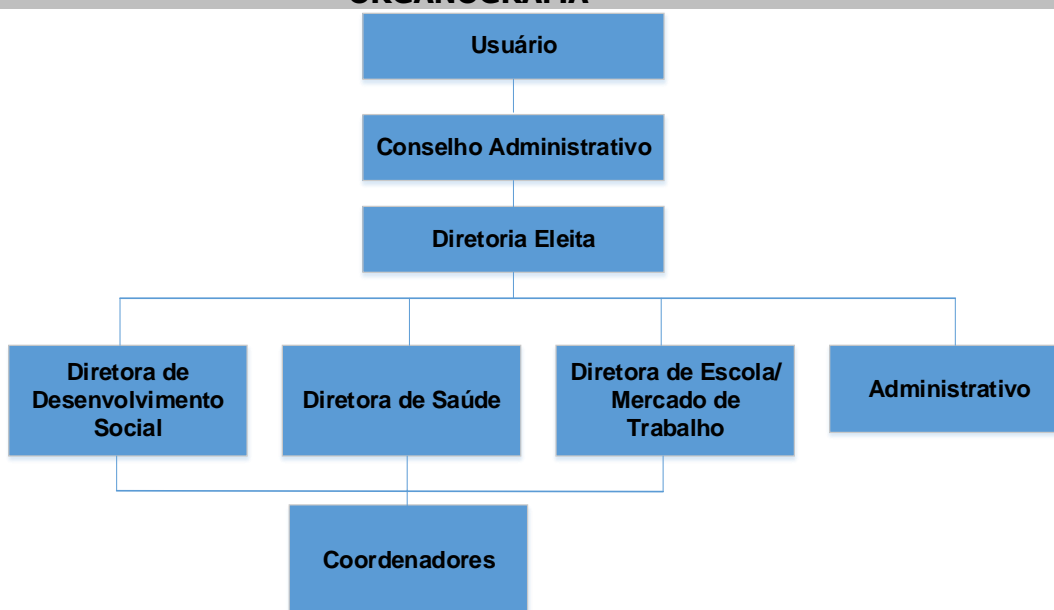 ORGANOGRAFIA
Usuário
Conselho Administrativo
Diretoria Eleita
Diretora de
Desenvolvimento
Social
Diretora de Saúde
Diretora de Escola/
Mercado de
Trabalho
Administrativo
Coordenadores